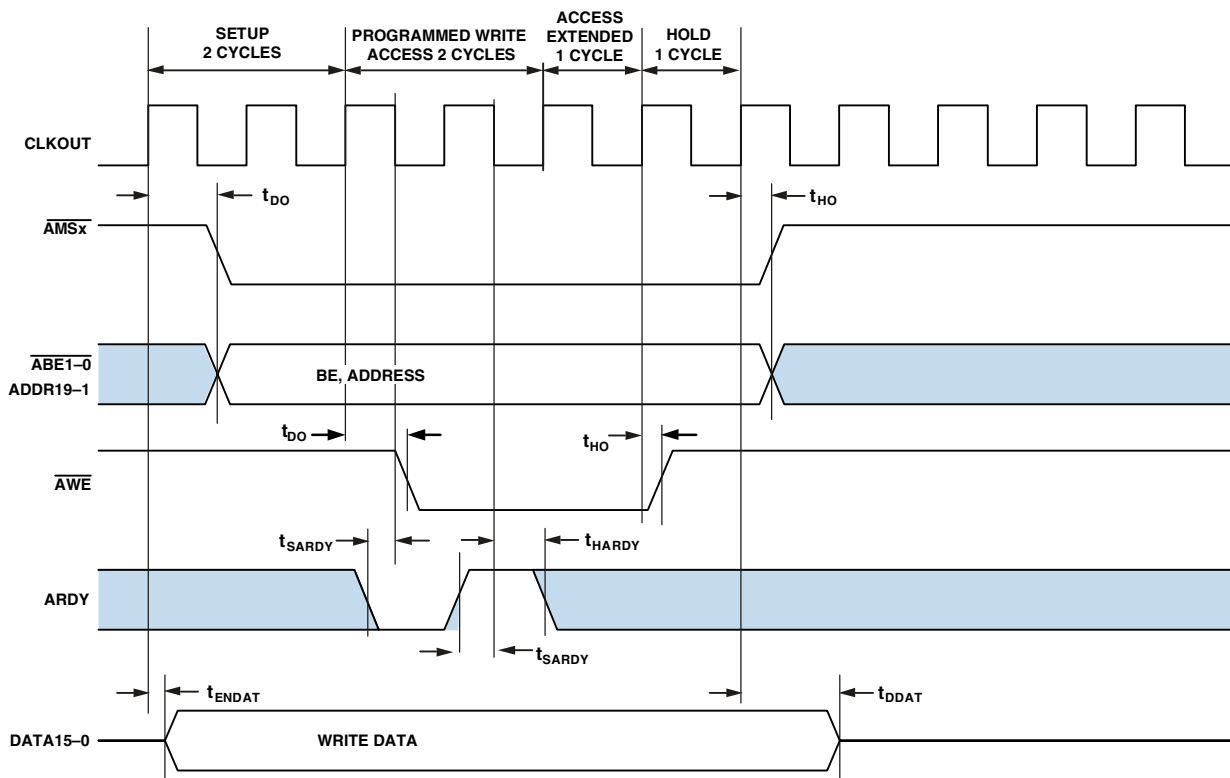 SETUP
2 CYCLES
PROGRAMMED WRITE
ACCESS 2 CYCLES
ACCESS
EXTENDED
1 CYCLE
HOLD
1 CYCLE
CLKOUT
tDO
tHO
AMSx
ABE1–0
ADDR19–1
BE, ADDRESS
tDO
tHO
AWE
tSARDY
tHARDY
ARDY
tSARDY
tENDAT
tDDAT
DATA15–0
WRITE DATA